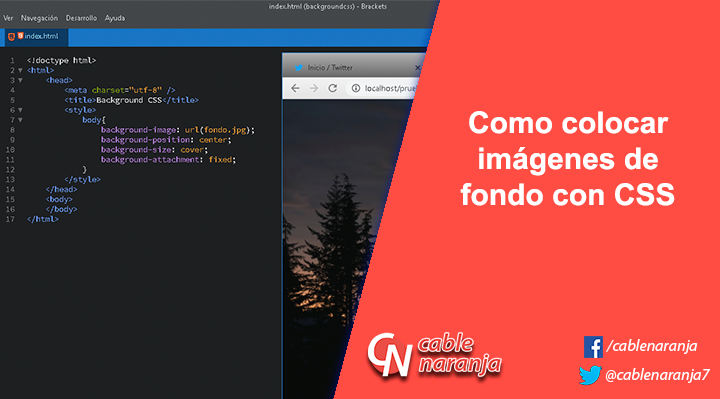 index.html (backgroundcss) - Brackets
Ver Navegación Desarrollo Ayuda
index.html
1 <!doctype html>
2 <html>
3 <head>
4 <meta charset="utf-8" />
5 <title>Background CSS</title>
6 <style>
7 body{
8 background-image: url(fondo.jpg);
9 background-position: center;
10 background-size: cover;
11 background-attachment: fixed;
12 }
13 </style>
14 </head>
15 <body>
16 </body>
17 </html>
Inicio / Twitter
localhost/prue
Como colocar
imágenes de
fondo con CSS
CN cable
naranja
/cablenaranja
@cablenaranja7